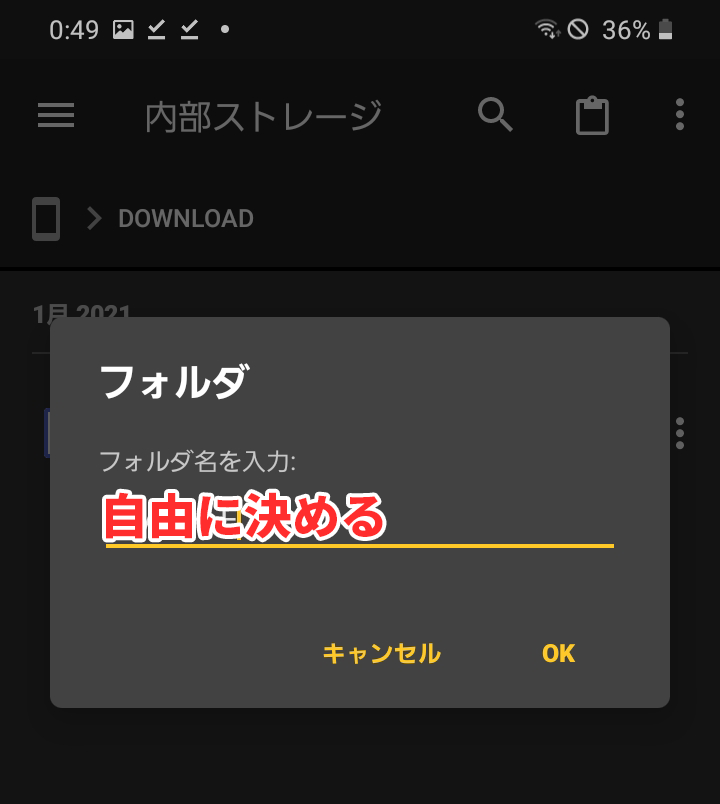 0:49 36%
内部ストレージ
DOWNLOAD
1月 2021
フォルダ
フォルダ名を入力:
自由に決める
キャンセル OK